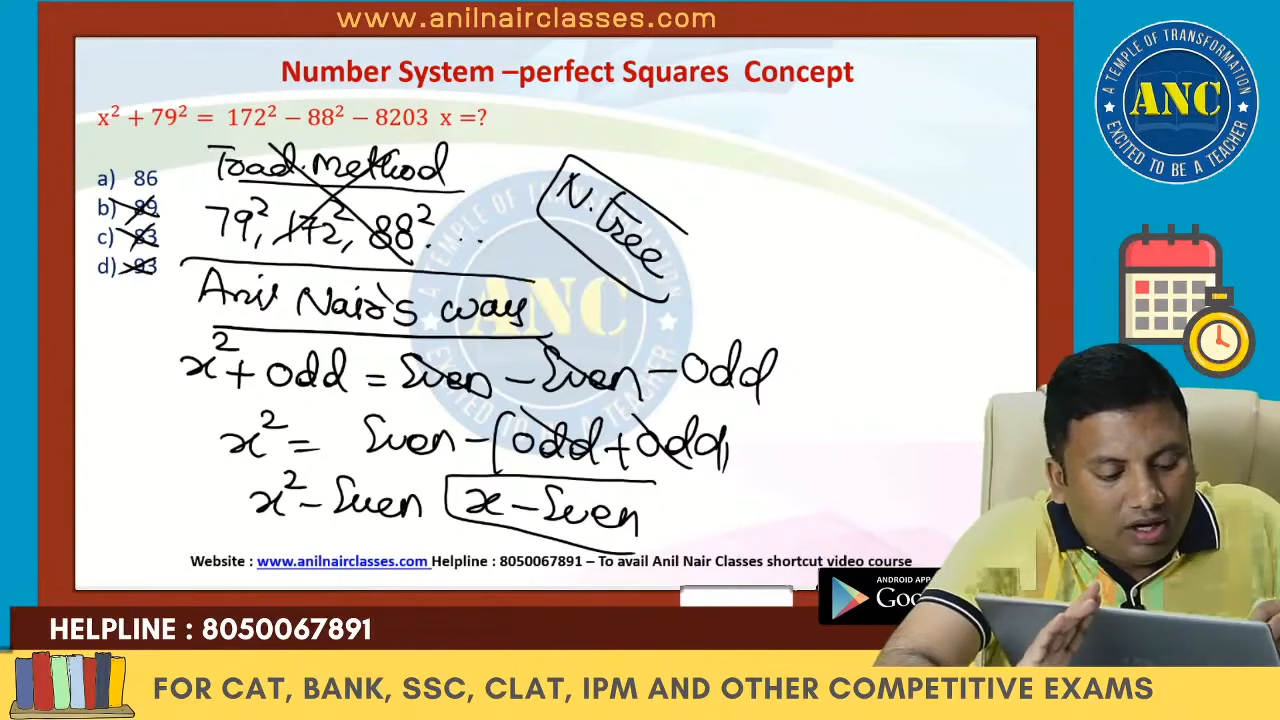 www.anilnairclasses.com
Number System –perfect Squares Concept
x² + 79² = 172² − 88² − 8203 x =?
a) 86
b) 89
c) 83
d) 93
Toad Method
79², 172², 88² ...
N. Tree
Anil Nair's way
x² + Odd = Even − Even − Odd
x² = Even − (Odd + Odd)
x² − Even x − Even
Website : www.anilnairclasses.com Helpline : 8050067891 – To avail Anil Nair Classes shortcut video course
A TEMPLE OF TRANSFORMATION
ANC
EXCITED TO BE A TEACHER
ANDROID APP
Goo
HELPLINE : 8050067891
FOR CAT, BANK, SSC, CLAT, IPM AND OTHER COMPETITIVE EXAMS